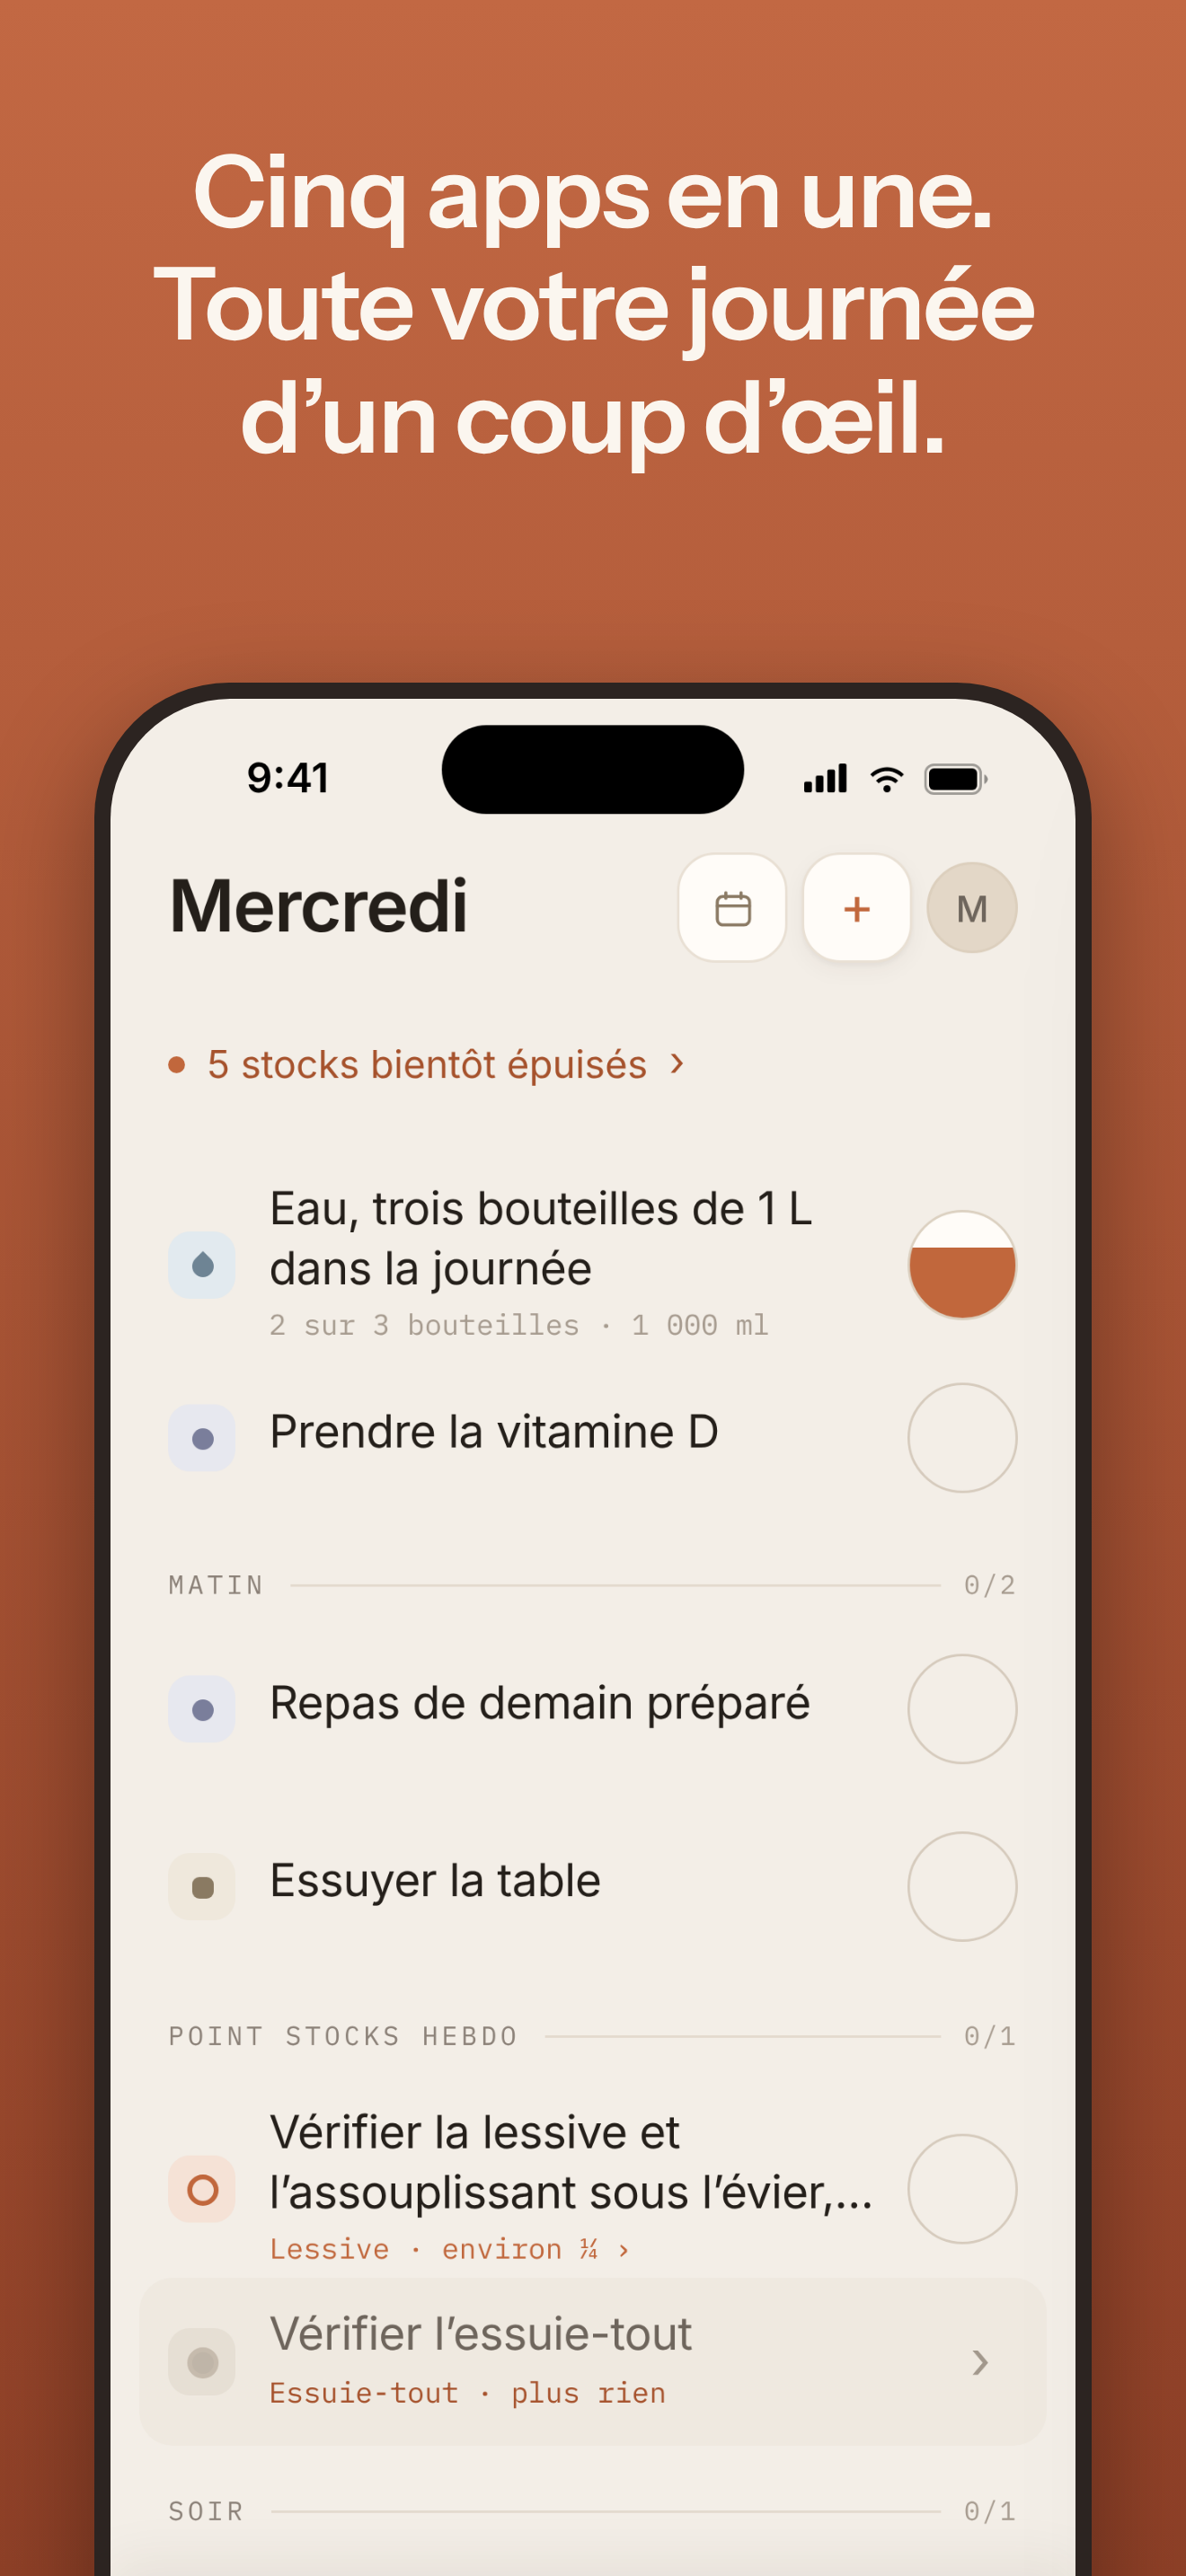 Cinq apps en une.
Toute votre journée
d’un coup d’œil.
9:41
Mercredi
+
M
5 stocks bientôt épuisés ›
Eau, trois bouteilles de 1 L
dans la journée
2 sur 3 bouteilles · 1 000 ml
Prendre la vitamine D
MATIN 0/2
Repas de demain préparé
Essuyer la table
POINT STOCKS HEBDO 0/1
Vérifier la lessive et
l’assouplissant sous l’évier,…
Lessive · environ ¼ ›
Vérifier l’essuie-tout
Essuie-tout · plus rien
SOIR 0/1